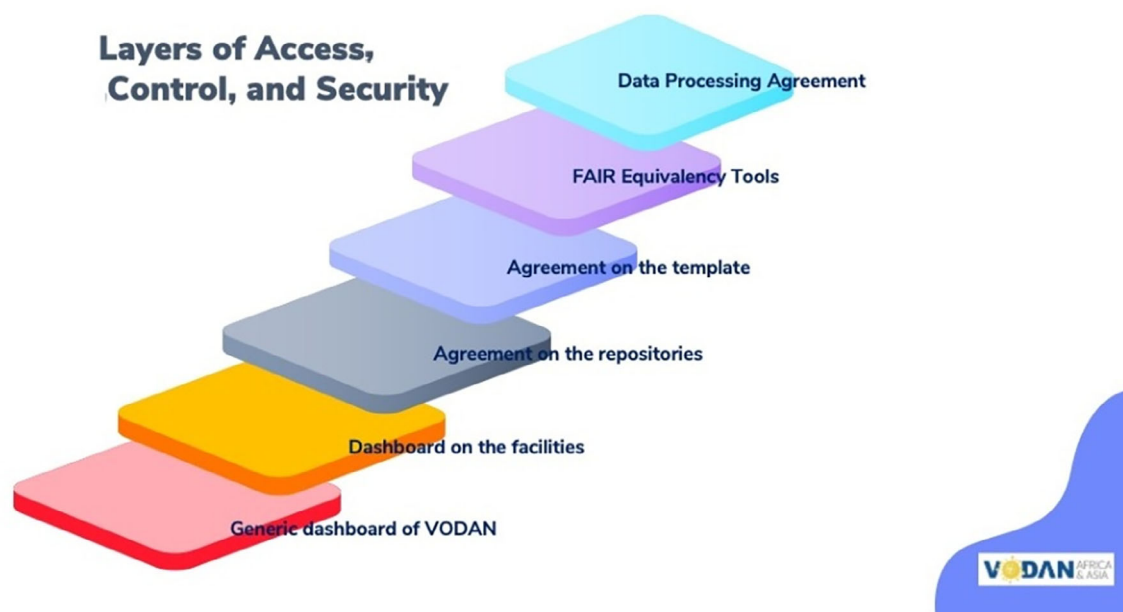 Layers of Access,
Control, and Security
Data Processing Agreement
FAIR Equivalency Tools
Agreement on the template
Agreement on the repositories
Dashboard on the facilities
Generic dashboard of VODAN
VODAN AFRICA
& ASIA